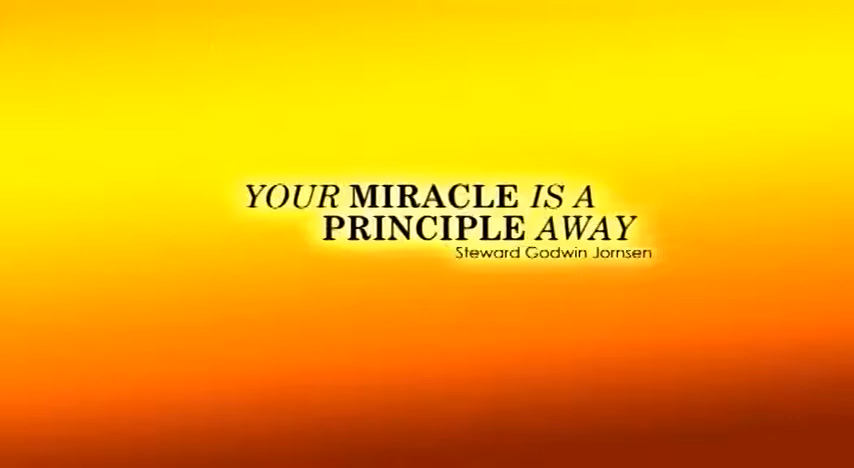 YOUR MIRACLE IS A
PRINCIPLE AWAY
Steward Godwin Jornsen